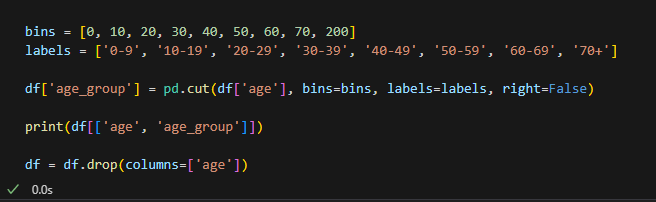 bins = [0, 10, 20, 30, 40, 50, 60, 70, 200]
labels = ['0-9', '10-19', '20-29', '30-39', '40-49', '50-59', '60-69', '70+']
df['age_group'] = pd.cut(df['age'], bins=bins, labels=labels, right=False)
print(df[['age', 'age_group']])
df = df.drop(columns=['age'])
0.0s